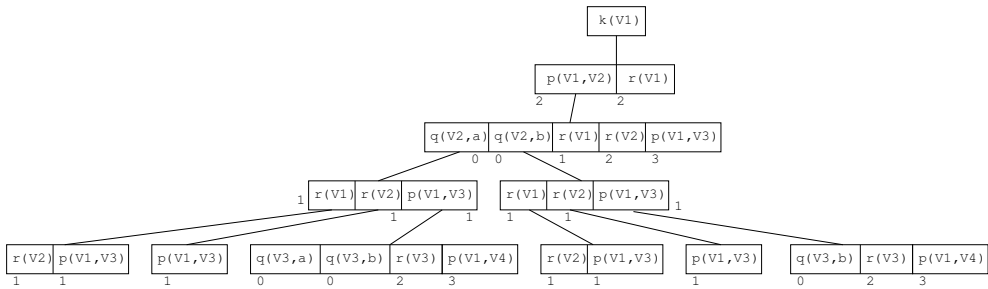 k(V1)
p(V1,V2) r(V1)
2 2
q(V2,a) q(V2,b) r(V1) r(V2) p(V1,V3)
0 0 1 2 3
r(V1) r(V2) p(V1,V3) r(V1) r(V2) p(V1,V3)
1 1 1 1 1 1
r(V2) p(V1,V3) p(V1,V3) q(V3,a) q(V3,b) r(V3) p(V1,V4) r(V2) p(V1,V3) p(V1,V3) q(V3,b) r(V3) p(V1,V4)
1 1 1 0 0 2 3 1 1 1 0 2 3